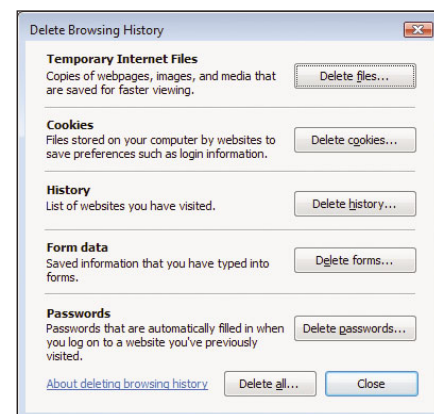 Delete Browsing History
Temporary Internet Files
Copies of webpages, images, and media that
are saved for faster viewing.
Delete files...
Cookies
Files stored on your computer by websites to
save preferences such as login information.
Delete cookies...
History
List of websites you have visited.
Delete history...
Form data
Saved information that you have typed into
forms.
Delete forms...
Passwords
Passwords that are automatically filled in when
you log on to a website you've previously
visited.
Delete passwords...
About deleting browsing history
Delete all...
Close